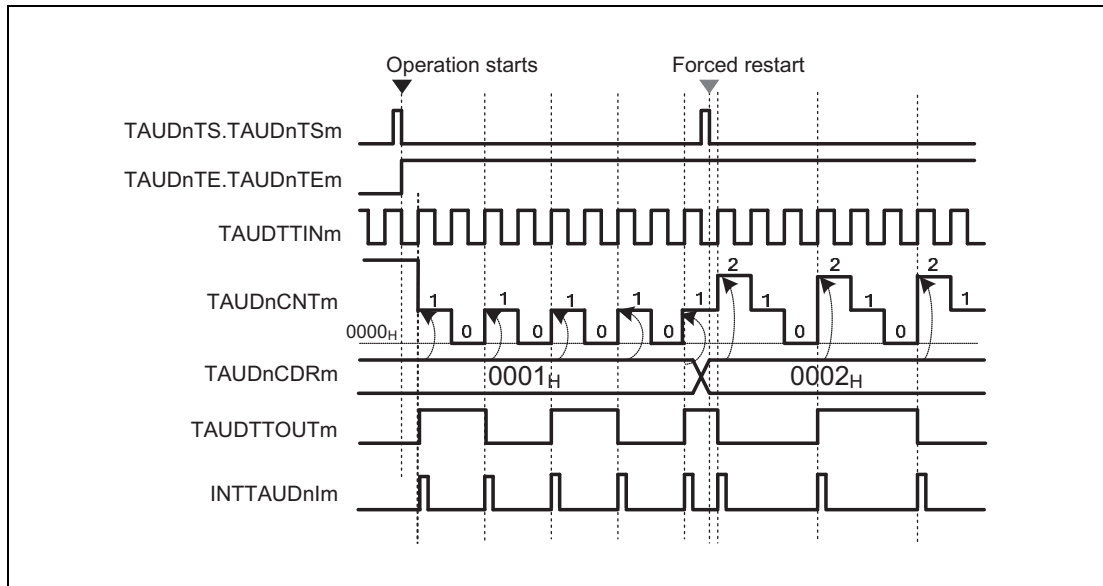 Operation starts Forced restart
TAUDnTS.TAUDnTSm
TAUDnTE.TAUDnTEm
TAUDTTINm
2 2 2
TAUDnCNTm 1 1 1 1 1 1 1 1
0000H 0 0 0 0 0 0
TAUDnCDRm 0001H 0002H
TAUDTTOUTm
INTTAUDnIm